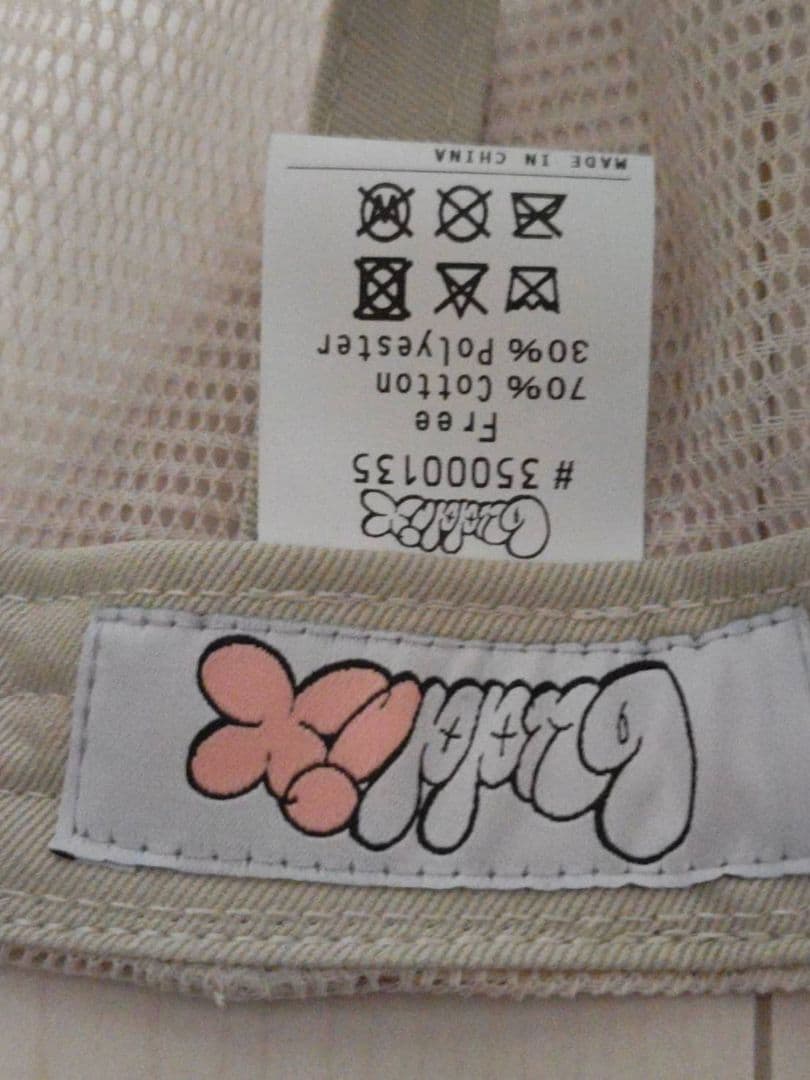 # 35000135
Free
70% Cotton
30% Polyester
MADE IN CHINA